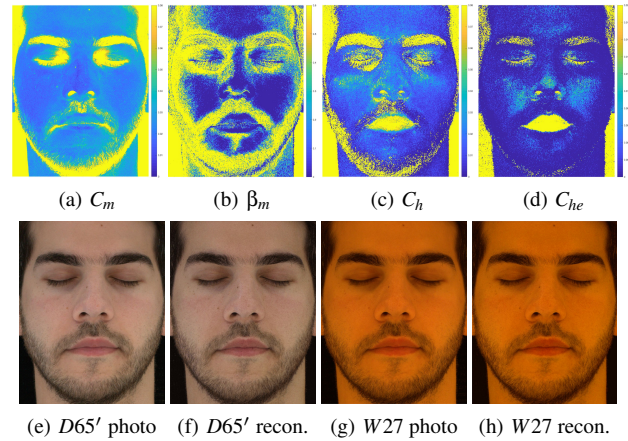 (a) C_m (b) β_m (c) C_h (d) C_he
(e) D65′ photo (f) D65′ recon. (g) W27 photo (h) W27 recon.